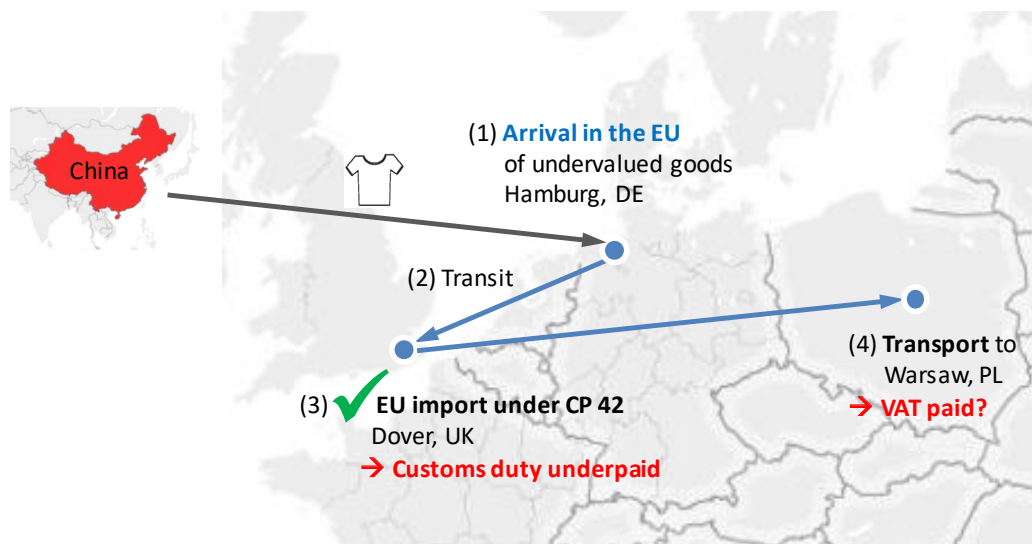 China
(1) Arrival in the EU
of undervalued goods
Hamburg, DE
(2) Transit
(3) EU import under CP 42
Dover, UK
→ Customs duty underpaid
(4) Transport to
Warsaw, PL
→ VAT paid?